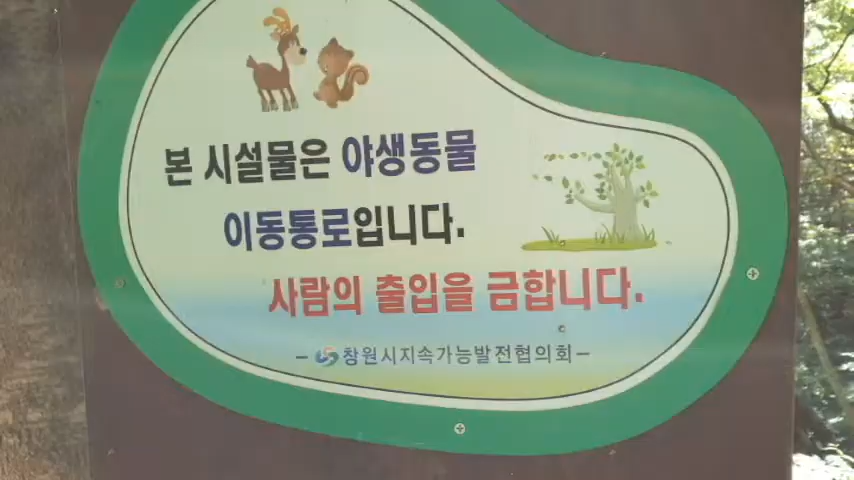 본 시설물은 야생동물
이동통로입니다.
사람의 출입을 금합니다.
- 창원시지속가능발전협의회 -